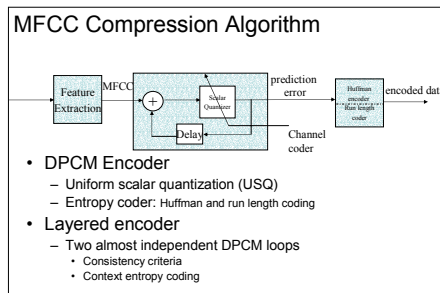 MFCC Compression Algorithm
Feature
Extraction
MFCC
+
Scalar
Quantizer
Delay
prediction
error
Channel
coder
Huffman
encoder
Run length
coder
encoded dat
• DPCM Encoder
– Uniform scalar quantization (USQ)
– Entropy coder: Huffman and run length coding
• Layered encoder
– Two almost independent DPCM loops
• Consistency criteria
• Context entropy coding